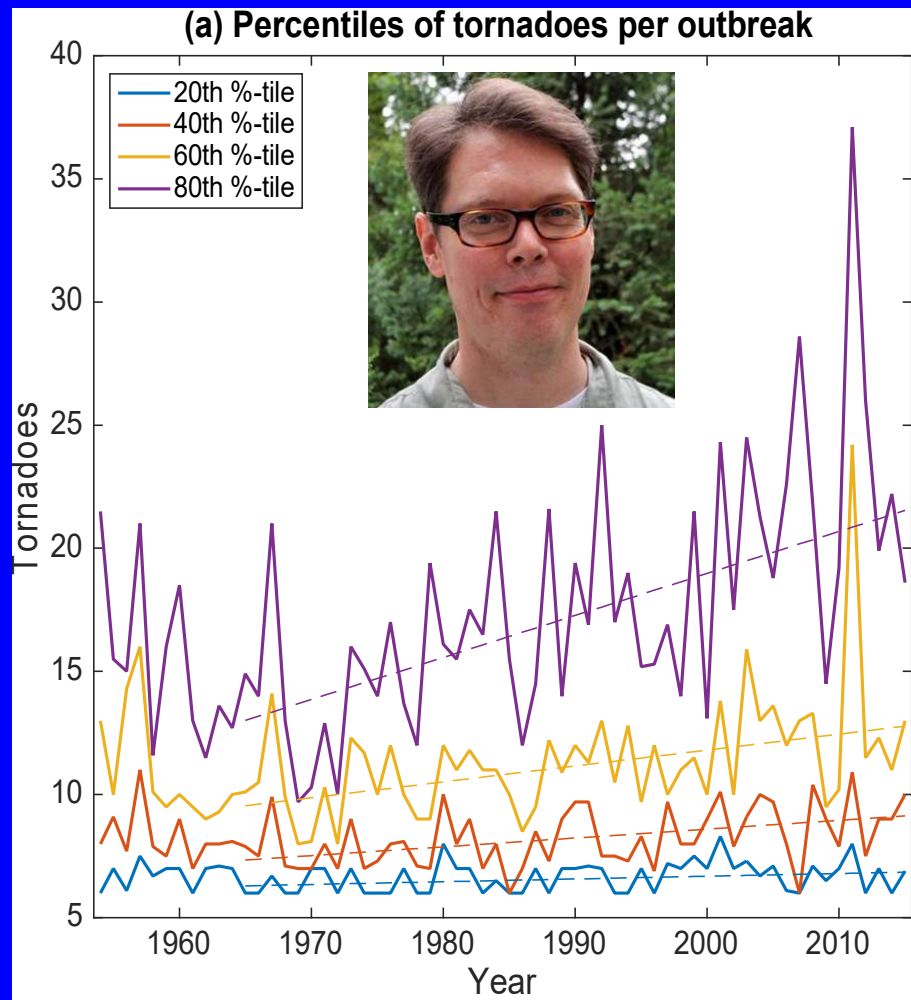 (a) Percentiles of tornadoes per outbreak
40
20th %-tile
40th %-tile
60th %-tile
80th %-tile
35
30
25
20
15
10
5
Tornadoes
1960 1970 1980 1990 2000 2010
Year